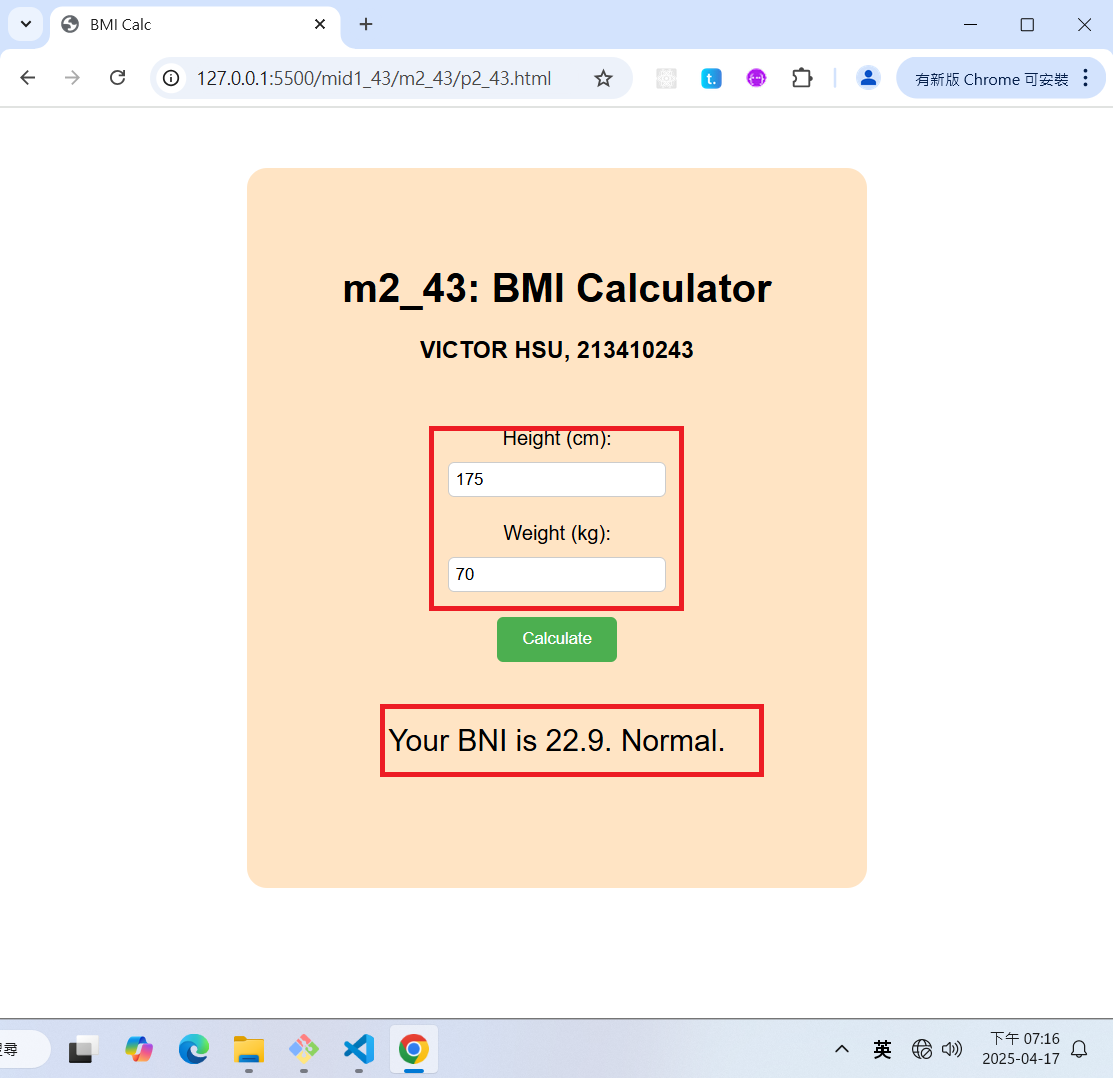 BMI Calc
127.0.0.1:5500/mid1_43/m2_43/p2_43.html
t.
有新版 Chrome 可安裝
m2_43: BMI Calculator
VICTOR HSU, 213410243
Height (cm):
175
Weight (kg):
70
Calculate
Your BNI is 22.9. Normal.
尋
英
下午 07:16
2025-04-17